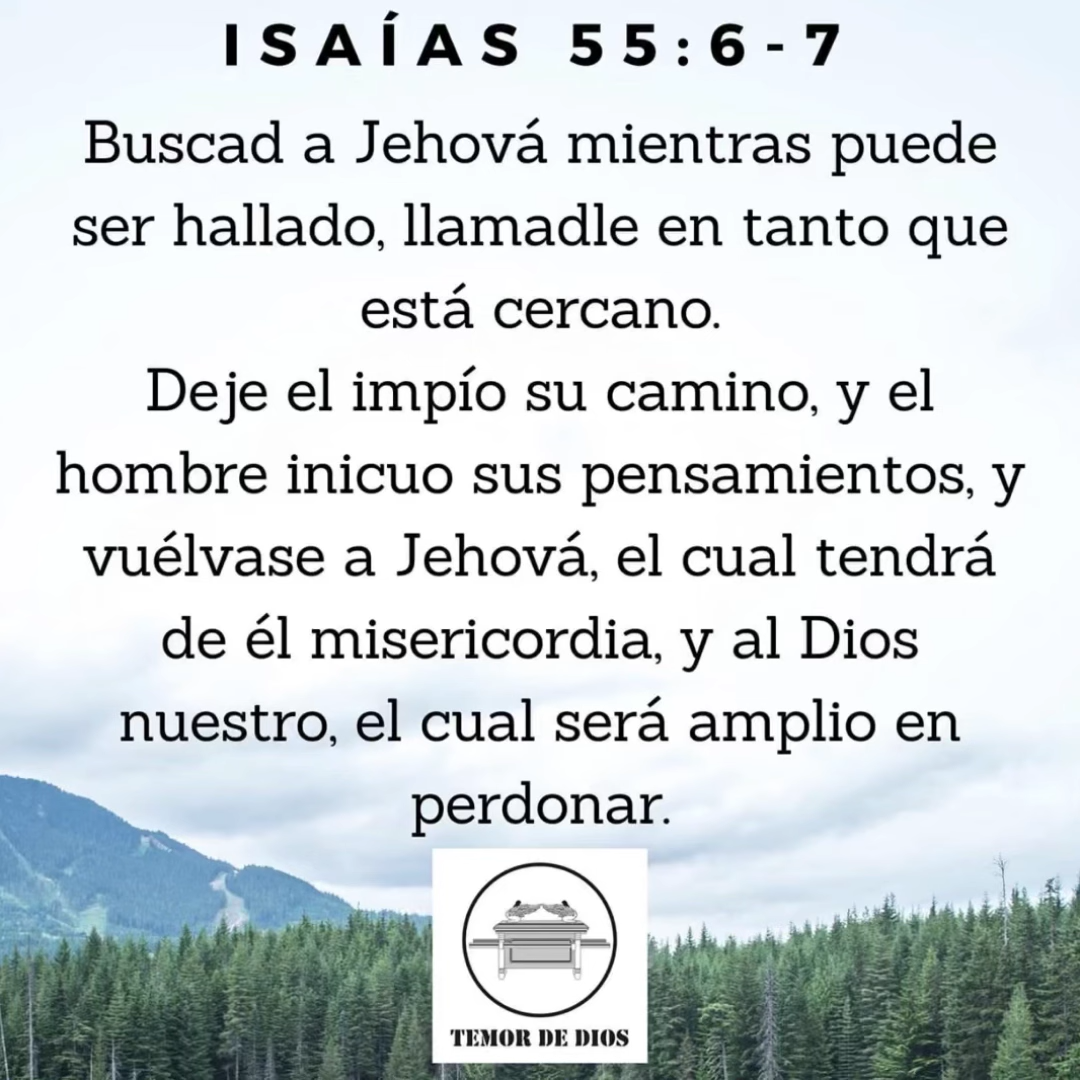 ISAÍAS 55:6-7
Buscad a Jehová mientras puede
ser hallado, llamadle en tanto que
está cercano.
Deje el impío su camino, y el
hombre inicuo sus pensamientos, y
vuélvase a Jehová, el cual tendrá
de él misericordia, y al Dios
nuestro, el cual será amplio en
perdonar.
TEMOR DE DIOS